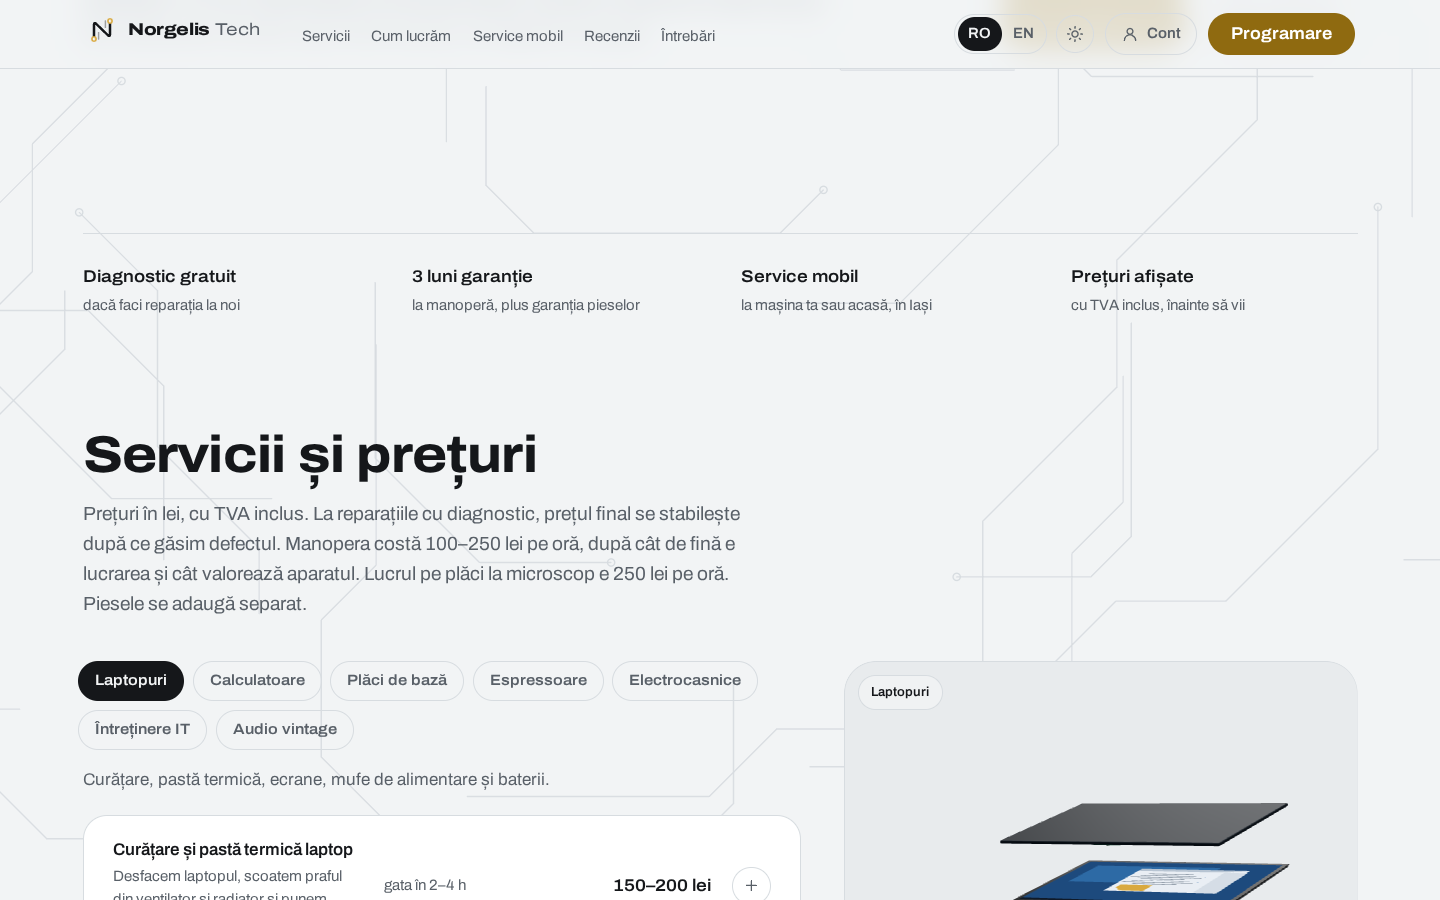 Norgelis Tech
Servicii
Cum lucrăm
Service mobil
Recenzii
Întrebări
RO
EN
Cont
Programare
Diagnostic gratuit
dacă faci reparația la noi
3 luni garanție
la manoperă, plus garanția pieselor
Service mobil
la mașina ta sau acasă, în Iași
Prețuri afișate
cu TVA inclus, înainte să vii
Servicii și prețuri
Prețuri în lei, cu TVA inclus. La reparațiile cu diagnostic, prețul final se stabilește
după ce găsim defectul. Manopera costă 100–250 lei pe oră, după cât de fină e
lucrarea și cât valorează aparatul. Lucrul pe plăci la microscop e 250 lei pe oră.
Piesele se adaugă separat.
Laptopuri
Calculatoare
Plăci de bază
Espressoare
Electrocasnice
Întreținere IT
Audio vintage
Curățare, pastă termică, ecrane, mufe de alimentare și baterii.
Laptopuri
Curățare și pastă termică laptop
Desfacem laptopul, scoatem praful
din ventilator și radiator și punem
gata în 2–4 h
150–200 lei